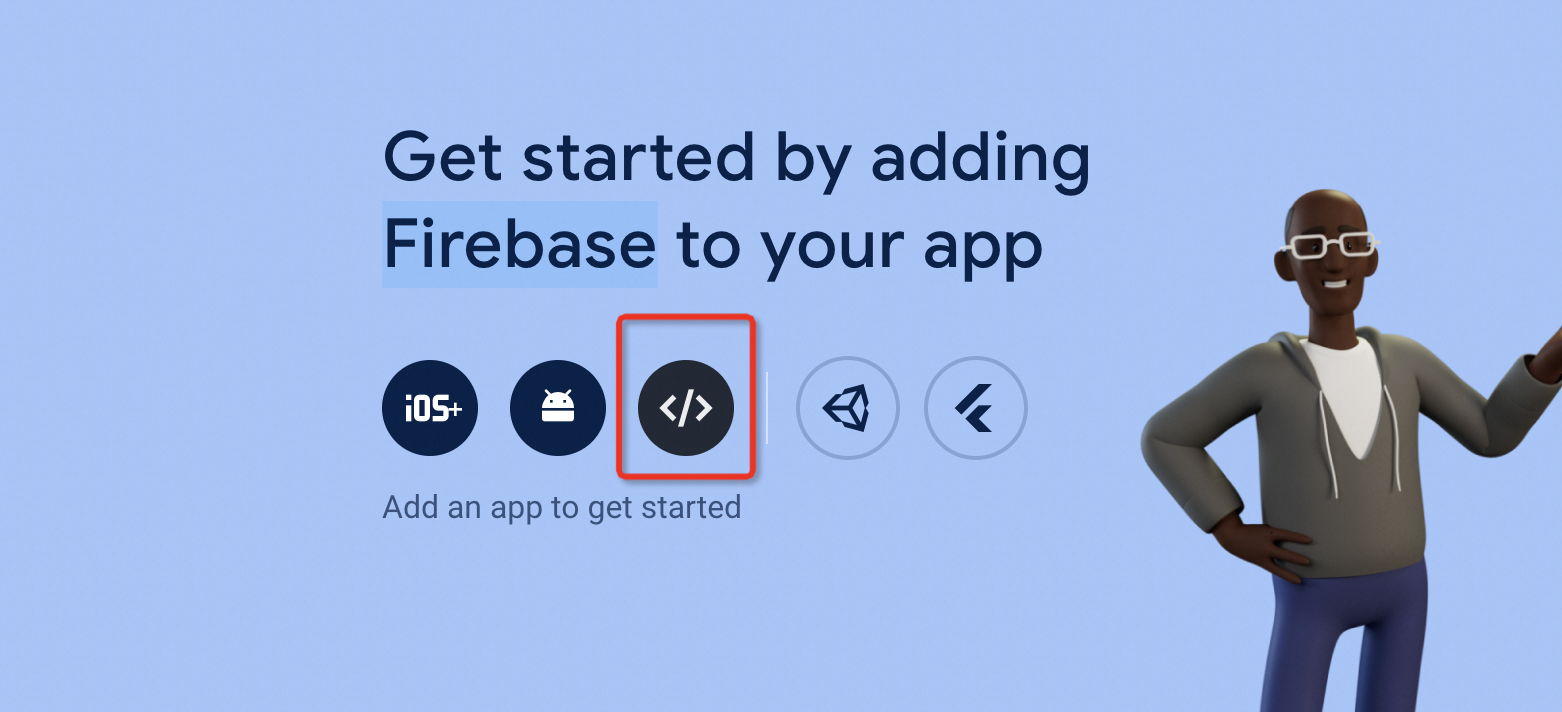 Get started by adding
Firebase to your app
iOS+
</>
Add an app to get started